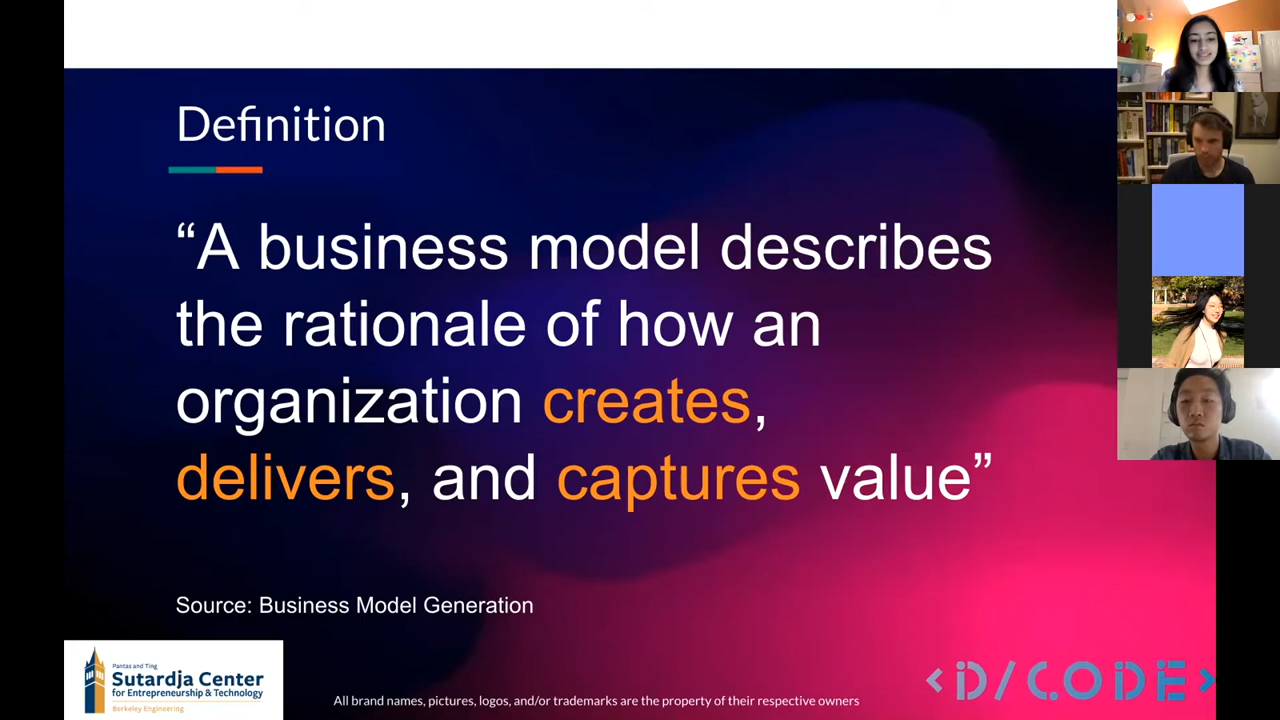 Definition
“A business model describes
the rationale of how an
organization creates,
delivers, and captures value”
Source: Business Model Generation
Pantas and Ting
Sutardja Center
for Entrepreneurship & Technology
Berkeley Engineering
All brand names, pictures, logos, and/or trademarks are the property of their respective owners
<D/CODE>